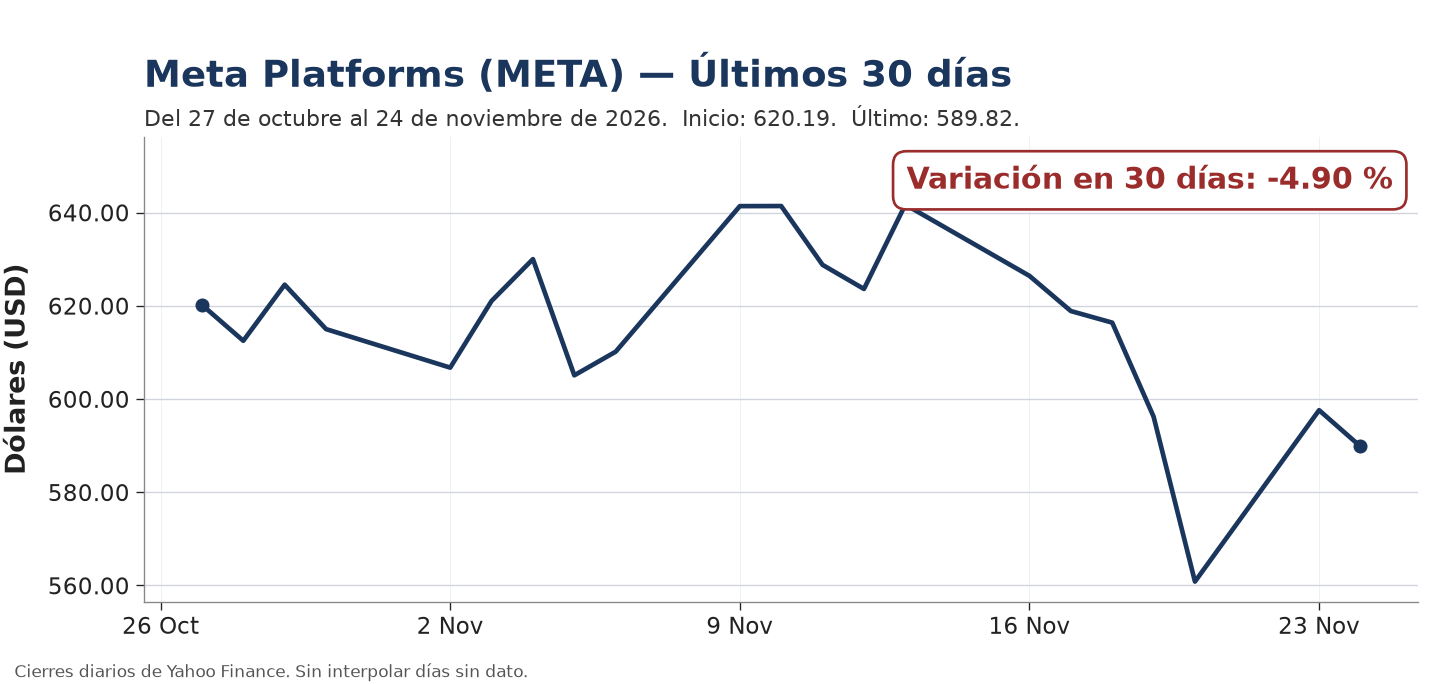 Meta Platforms (META) — Últimos 30 días
Del 27 de octubre al 24 de noviembre de 2026.  Inicio: 620.19.  Último: 589.82.
Variación en 30 días: -4.90 %
Dólares (USD)
640.00
620.00
600.00
580.00
560.00
26 Oct
2 Nov
9 Nov
16 Nov
23 Nov
Cierres diarios de Yahoo Finance. Sin interpolar días sin dato.